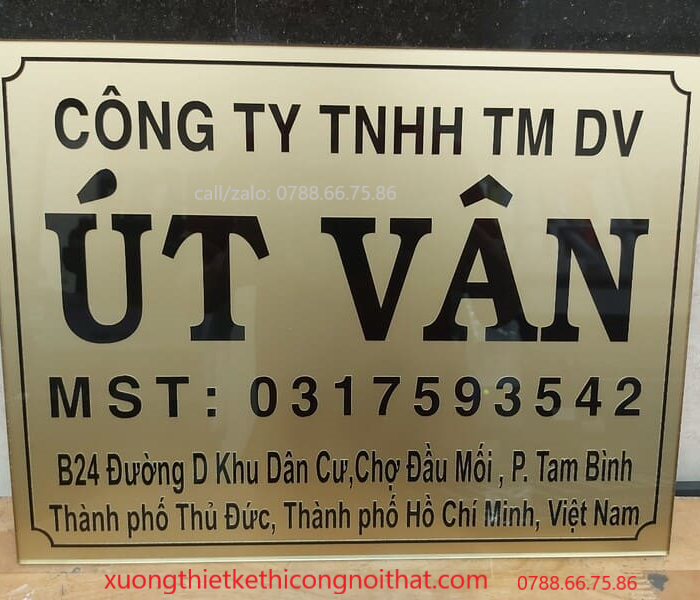 CÔNG TY TNHH TM DV
call/zalo: 0788.66.75.86
ÚT VÂN
MST: 0317593542
B24 Đường D Khu Dân Cư,Chợ Đầu Mối , P. Tam Bình
Thành phố Thủ Đức, Thành phố Hồ Chí Minh, Việt Nam
xuongthietkethicongnoithat.com 0788.66.75.86